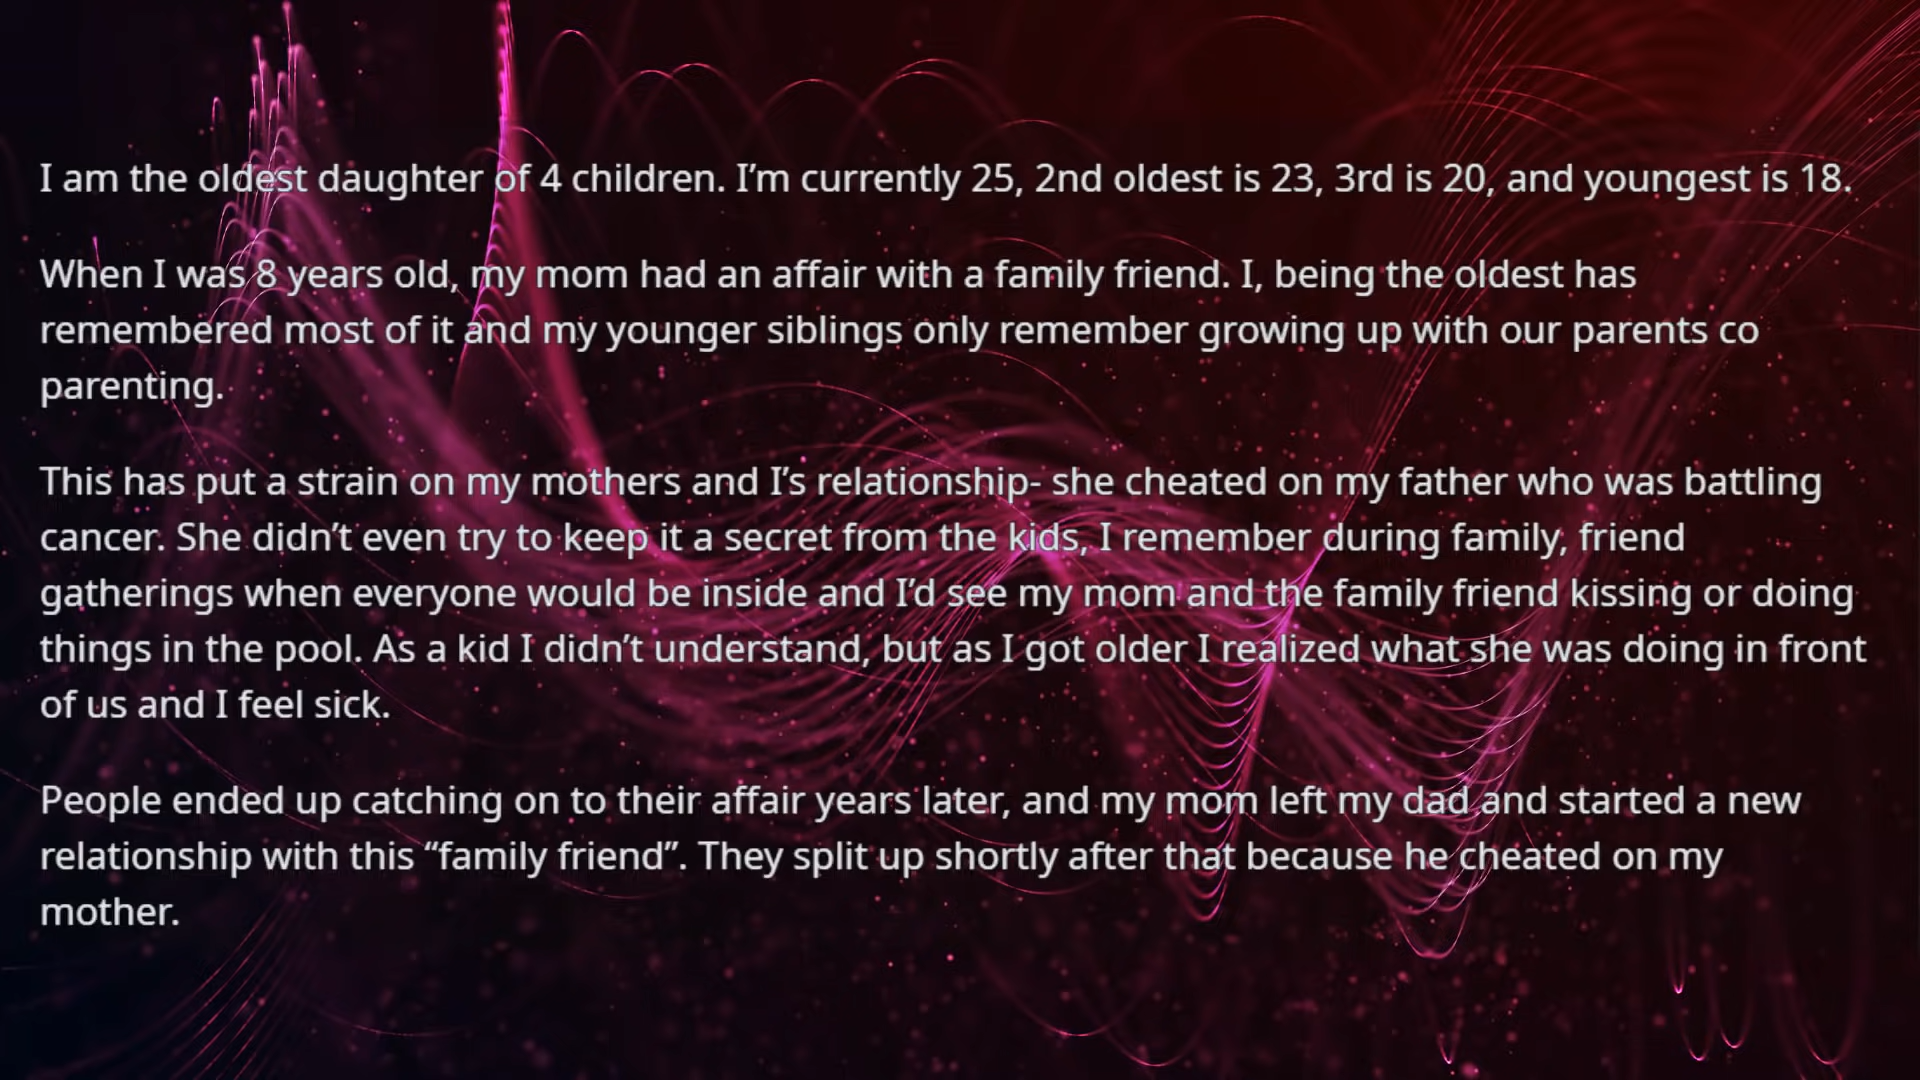 I am the oldest daughter of 4 children. I’m currently 25, 2nd oldest is 23, 3rd is 20, and youngest is 18.
When I was 8 years old, my mom had an affair with a family friend. I, being the oldest has
remembered most of it and my younger siblings only remember growing up with our parents co
parenting.
This has put a strain on my mothers and I’s relationship- she cheated on my father who was battling
cancer. She didn’t even try to keep it a secret from the kids, I remember during family, friend
gatherings when everyone would be inside and I’d see my mom and the family friend kissing or doing
things in the pool. As a kid I didn’t understand, but as I got older I realized what she was doing in front
of us and I feel sick.
People ended up catching on to their affair years later, and my mom left my dad and started a new
relationship with this “family friend”. They split up shortly after that because he cheated on my
mother.